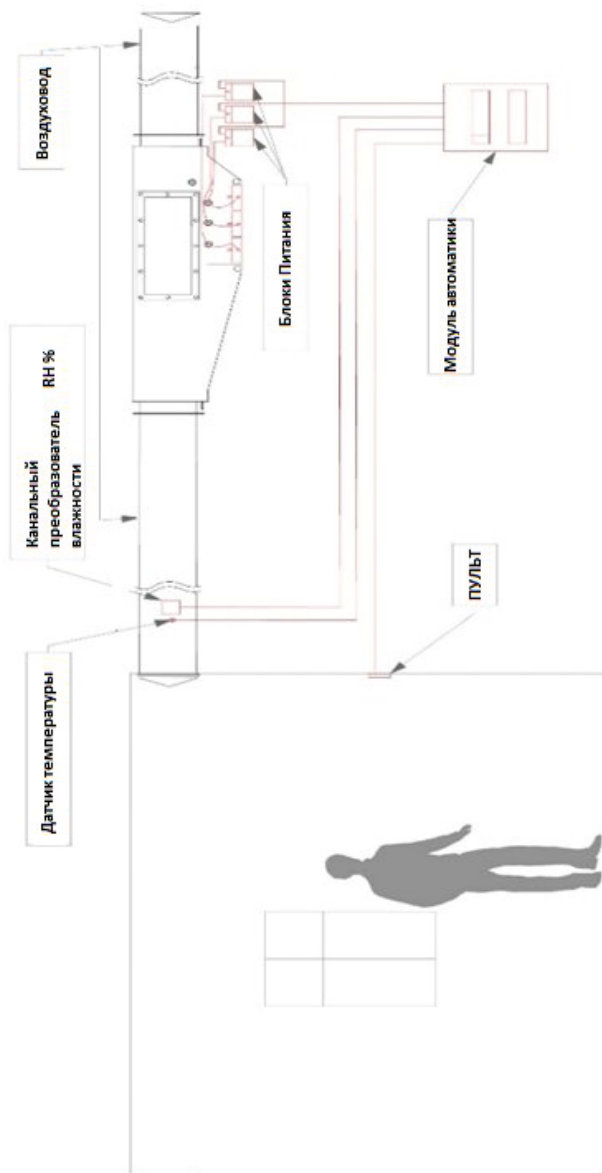 Датчик температуры
Канальный RH %
преобразователь
влажности
Воздуховод
ПУЛЬТ
Блоки Питания
Модуль автоматики